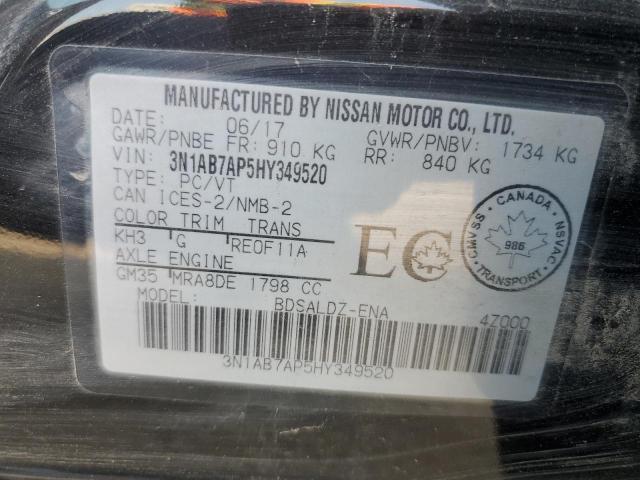 MANUFACTURED BY NISSAN MOTOR CO., LTD.
DATE: 06/17 GVWR/PNBV: 1734 KG
GAWR/PNBE FR: 910 KG RR: 840 KG
VIN: 3N1AB7AP5HY349520
TYPE: PC/VT
CAN ICES-2/NMB-2
COLOR TRIM TRANS
KH3 G RE0F11A
AXLE ENGINE
GM35 MRA8DE 1798 CC
MODEL: BDSALDZ-ENA 47000
3N1AB7AP5HY349520
EC
CANADA
CMVSS NSVAC
986
TRANSPORT